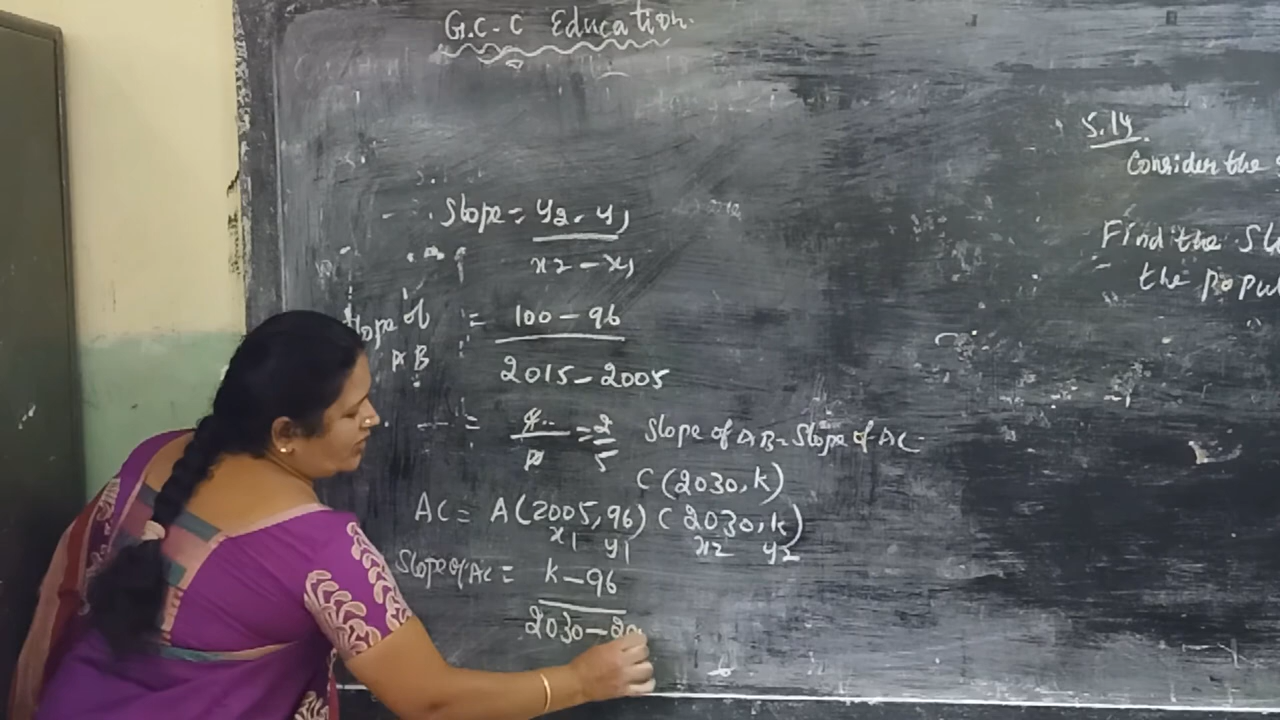 G.C.C Education.
Slope = y2 - y1
x2 - x1
Slope of AB = 100 - 96
2015 - 2005
= 4 = 2
10 5
Slope of AB = Slope of AC
C(2030, k)
AC = A(2005, 96) C 2030, k)
x1 y1 x2 y2
Slope of AC = k - 96
2030 - 20
5.14
Consider the
Find the Slo
the popul